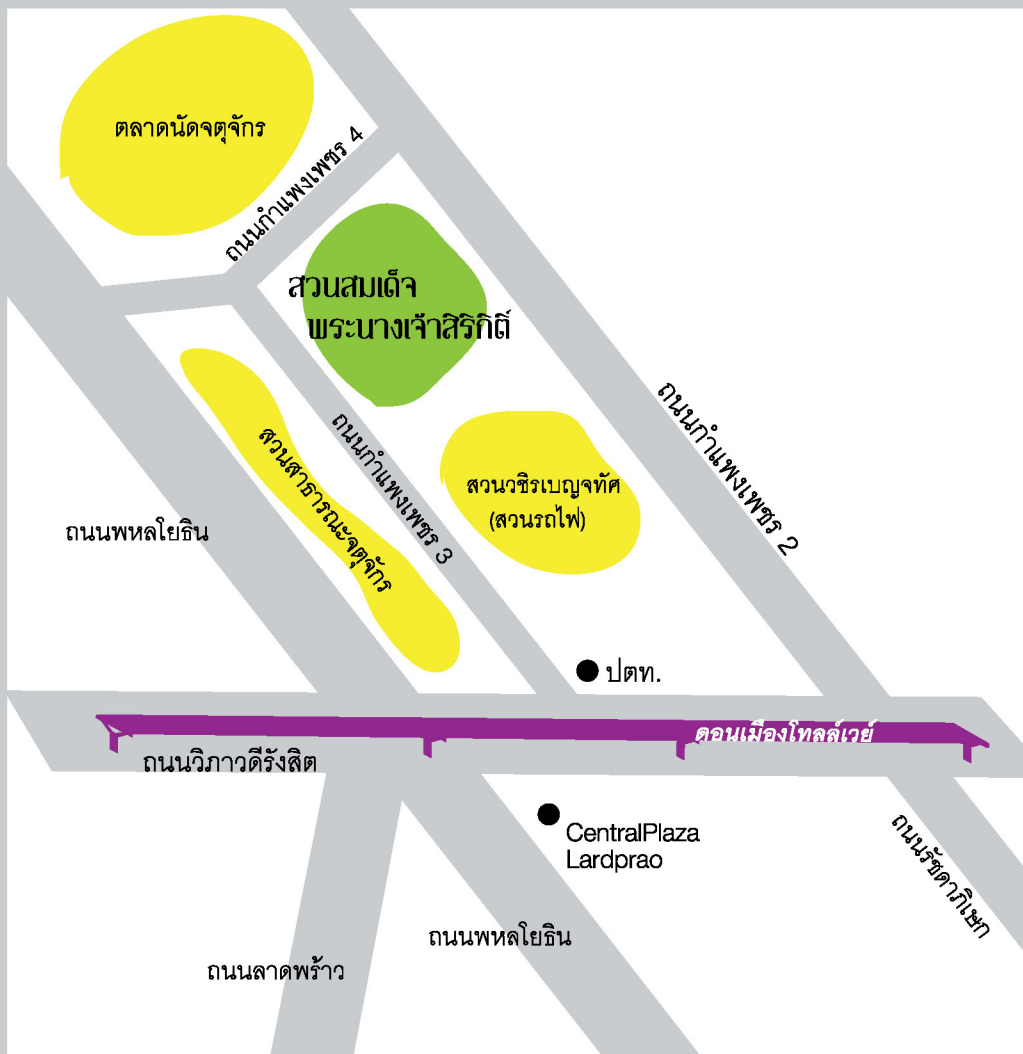 ตลาดนัดจตุจักร
ถนนกำแพงเพชร 4
สวนสมเด็จ
พระนางเจ้าสิริกิติ์
ถนนกำแพงเพชร 2
สวนสาธารณะจตุจักร
ถนนกำแพงเพชร 3
สวนวชิรเบญจทัศ
(สวนรถไฟ)
ถนนพหลโยธิน
ปตท.
ดอนเมืองโทลล์เวย์
ถนนวิภาวดีรังสิต
CentralPlaza
Lardprao
ถนนรัชดาภิเษก
ถนนพหลโยธิน
ถนนลาดพร้าว